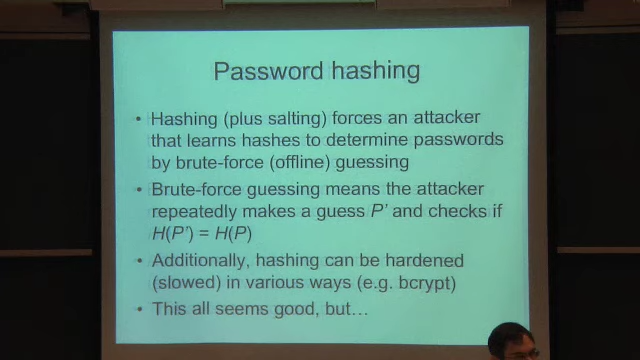 Password hashing
• Hashing (plus salting) forces an attacker
that learns hashes to determine passwords
by brute-force (offline) guessing
• Brute-force guessing means the attacker
repeatedly makes a guess P' and checks if
H(P') = H(P)
• Additionally, hashing can be hardened
(slowed) in various ways (e.g. bcrypt)
• This all seems good, but…